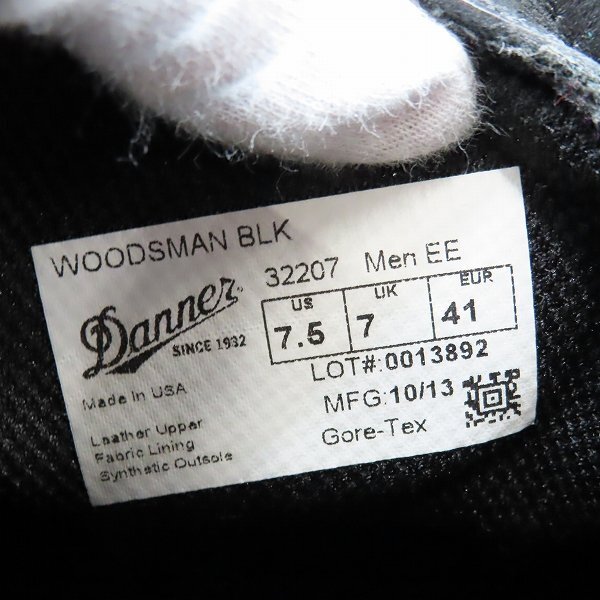 WOODSMAN BLK
32207 Men EE
Danner
SINCE 1932
US UK EUR
7.5 7 41
LOT#:0013892
Made In USA
MFG:10/13
Leather Upper
Fabric Lining
Synthetic Outsole
Gore-Tex